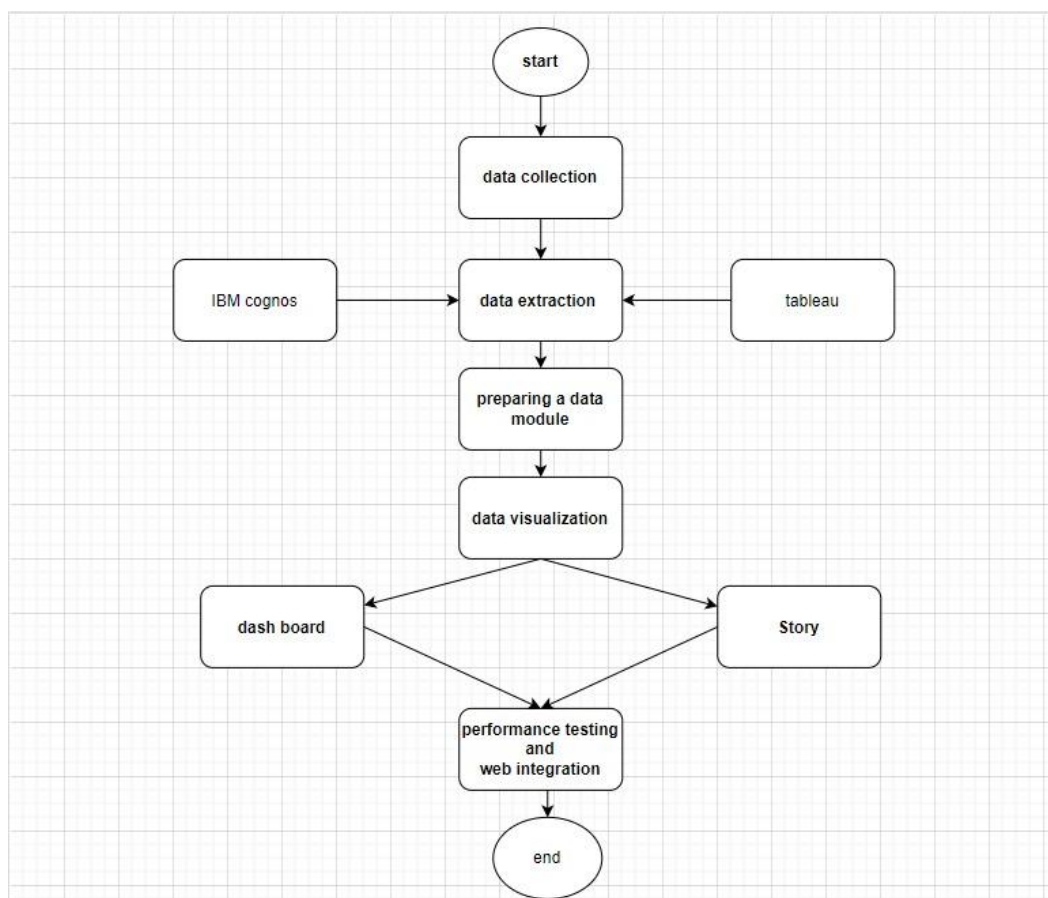 start
data collection
IBM cognos
data extraction
tableau
preparing a data
module
data visualization
dash board
Story
performance testing
and
web integration
end